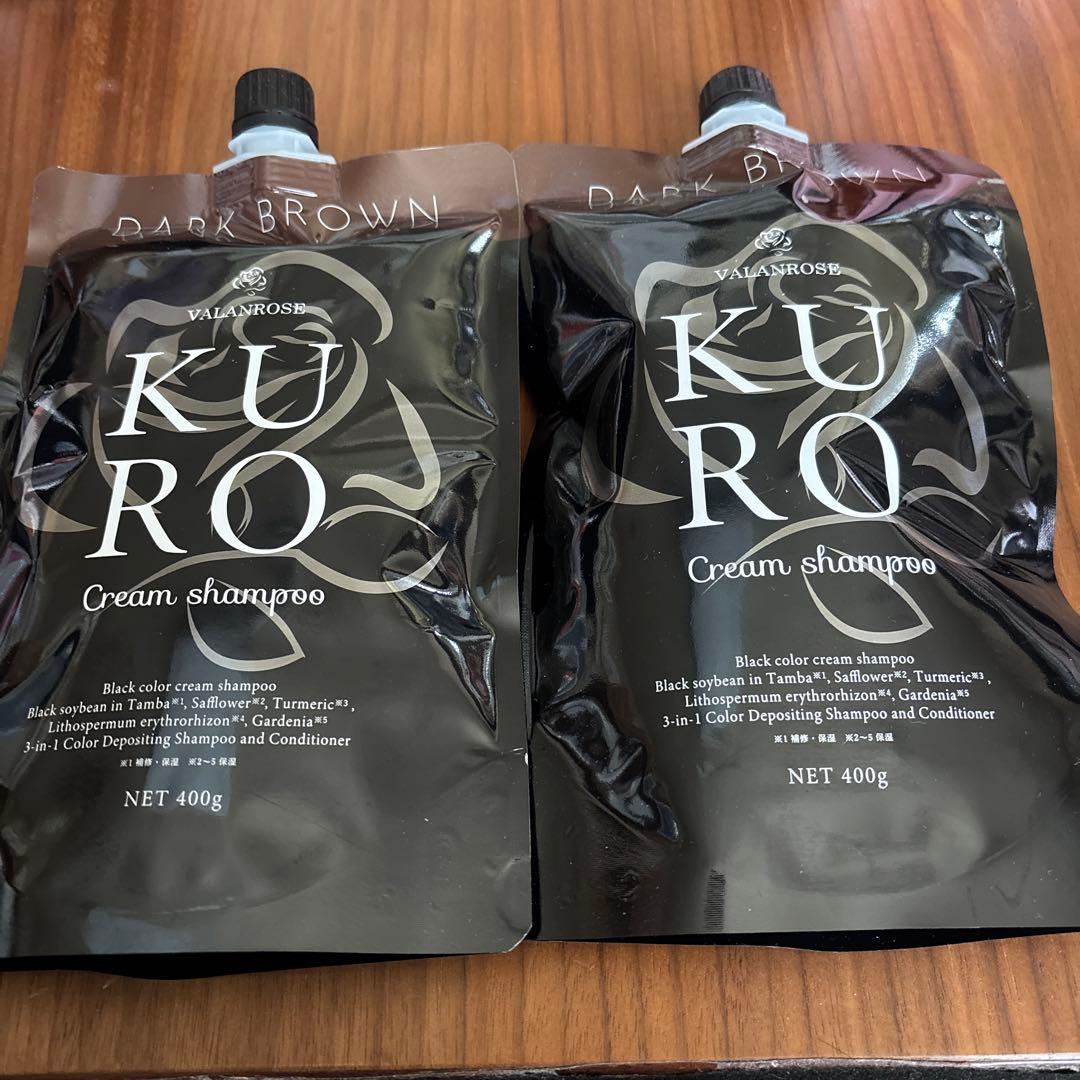 DARK BROWN
VALANROSE
KU
RO
Cream shampoo
Black color cream shampoo
Black soybean in Tamba※1, Safflower※2, Turmeric※3,
Lithospermum erythrorhizon※4, Gardenia※5
3-in-1 Color Depositing Shampoo and Conditioner
※1 補修・保湿 ※2～5 保湿
NET 400g
DARK BROWN
VALANROSE
KU
RO
Cream shampoo
Black color cream shampoo
Black soybean in Tamba※1, Safflower※2, Turmeric※3,
Lithospermum erythrorhizon※4, Gardenia※5
3-in-1 Color Depositing Shampoo and Conditioner
※1 補修・保湿 ※2～5 保湿
NET 400g